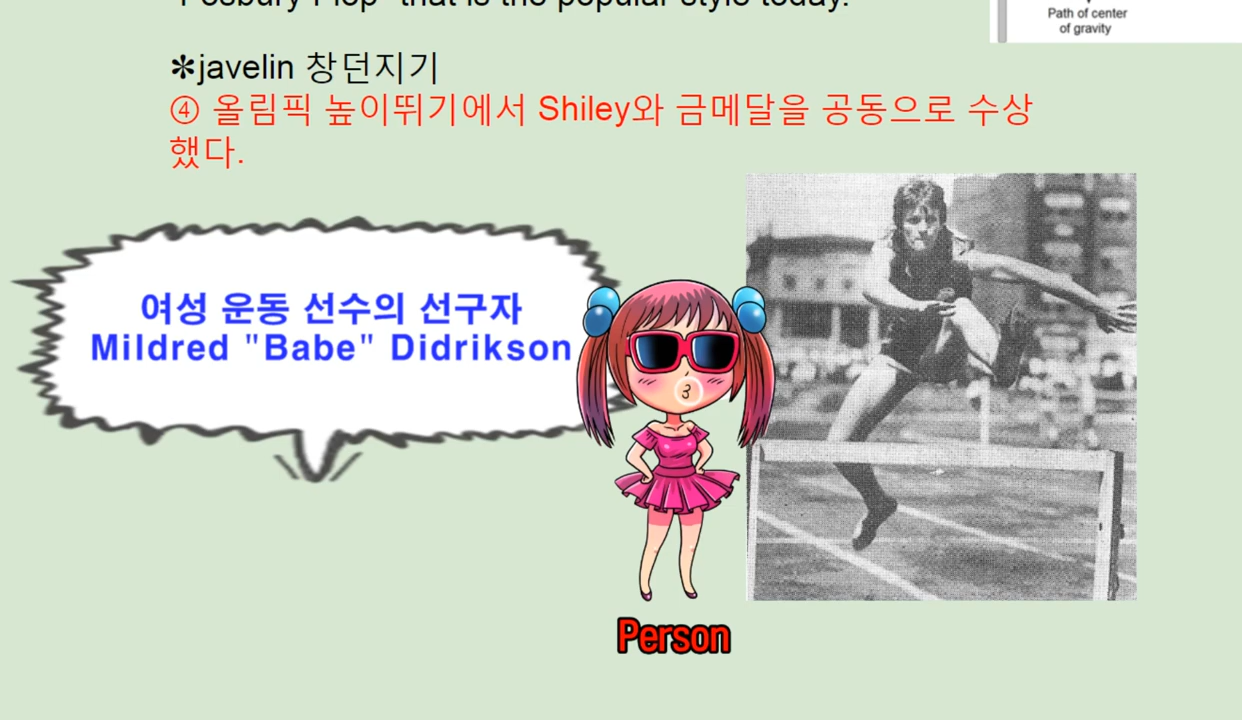 that is the popular style today.
Path of center
of gravity
✻javelin 창던지기
④ 올림픽 높이뛰기에서 Shiley와 금메달을 공동으로 수상
했다.
여성 운동 선수의 선구자
Mildred "Babe" Didrikson
Person